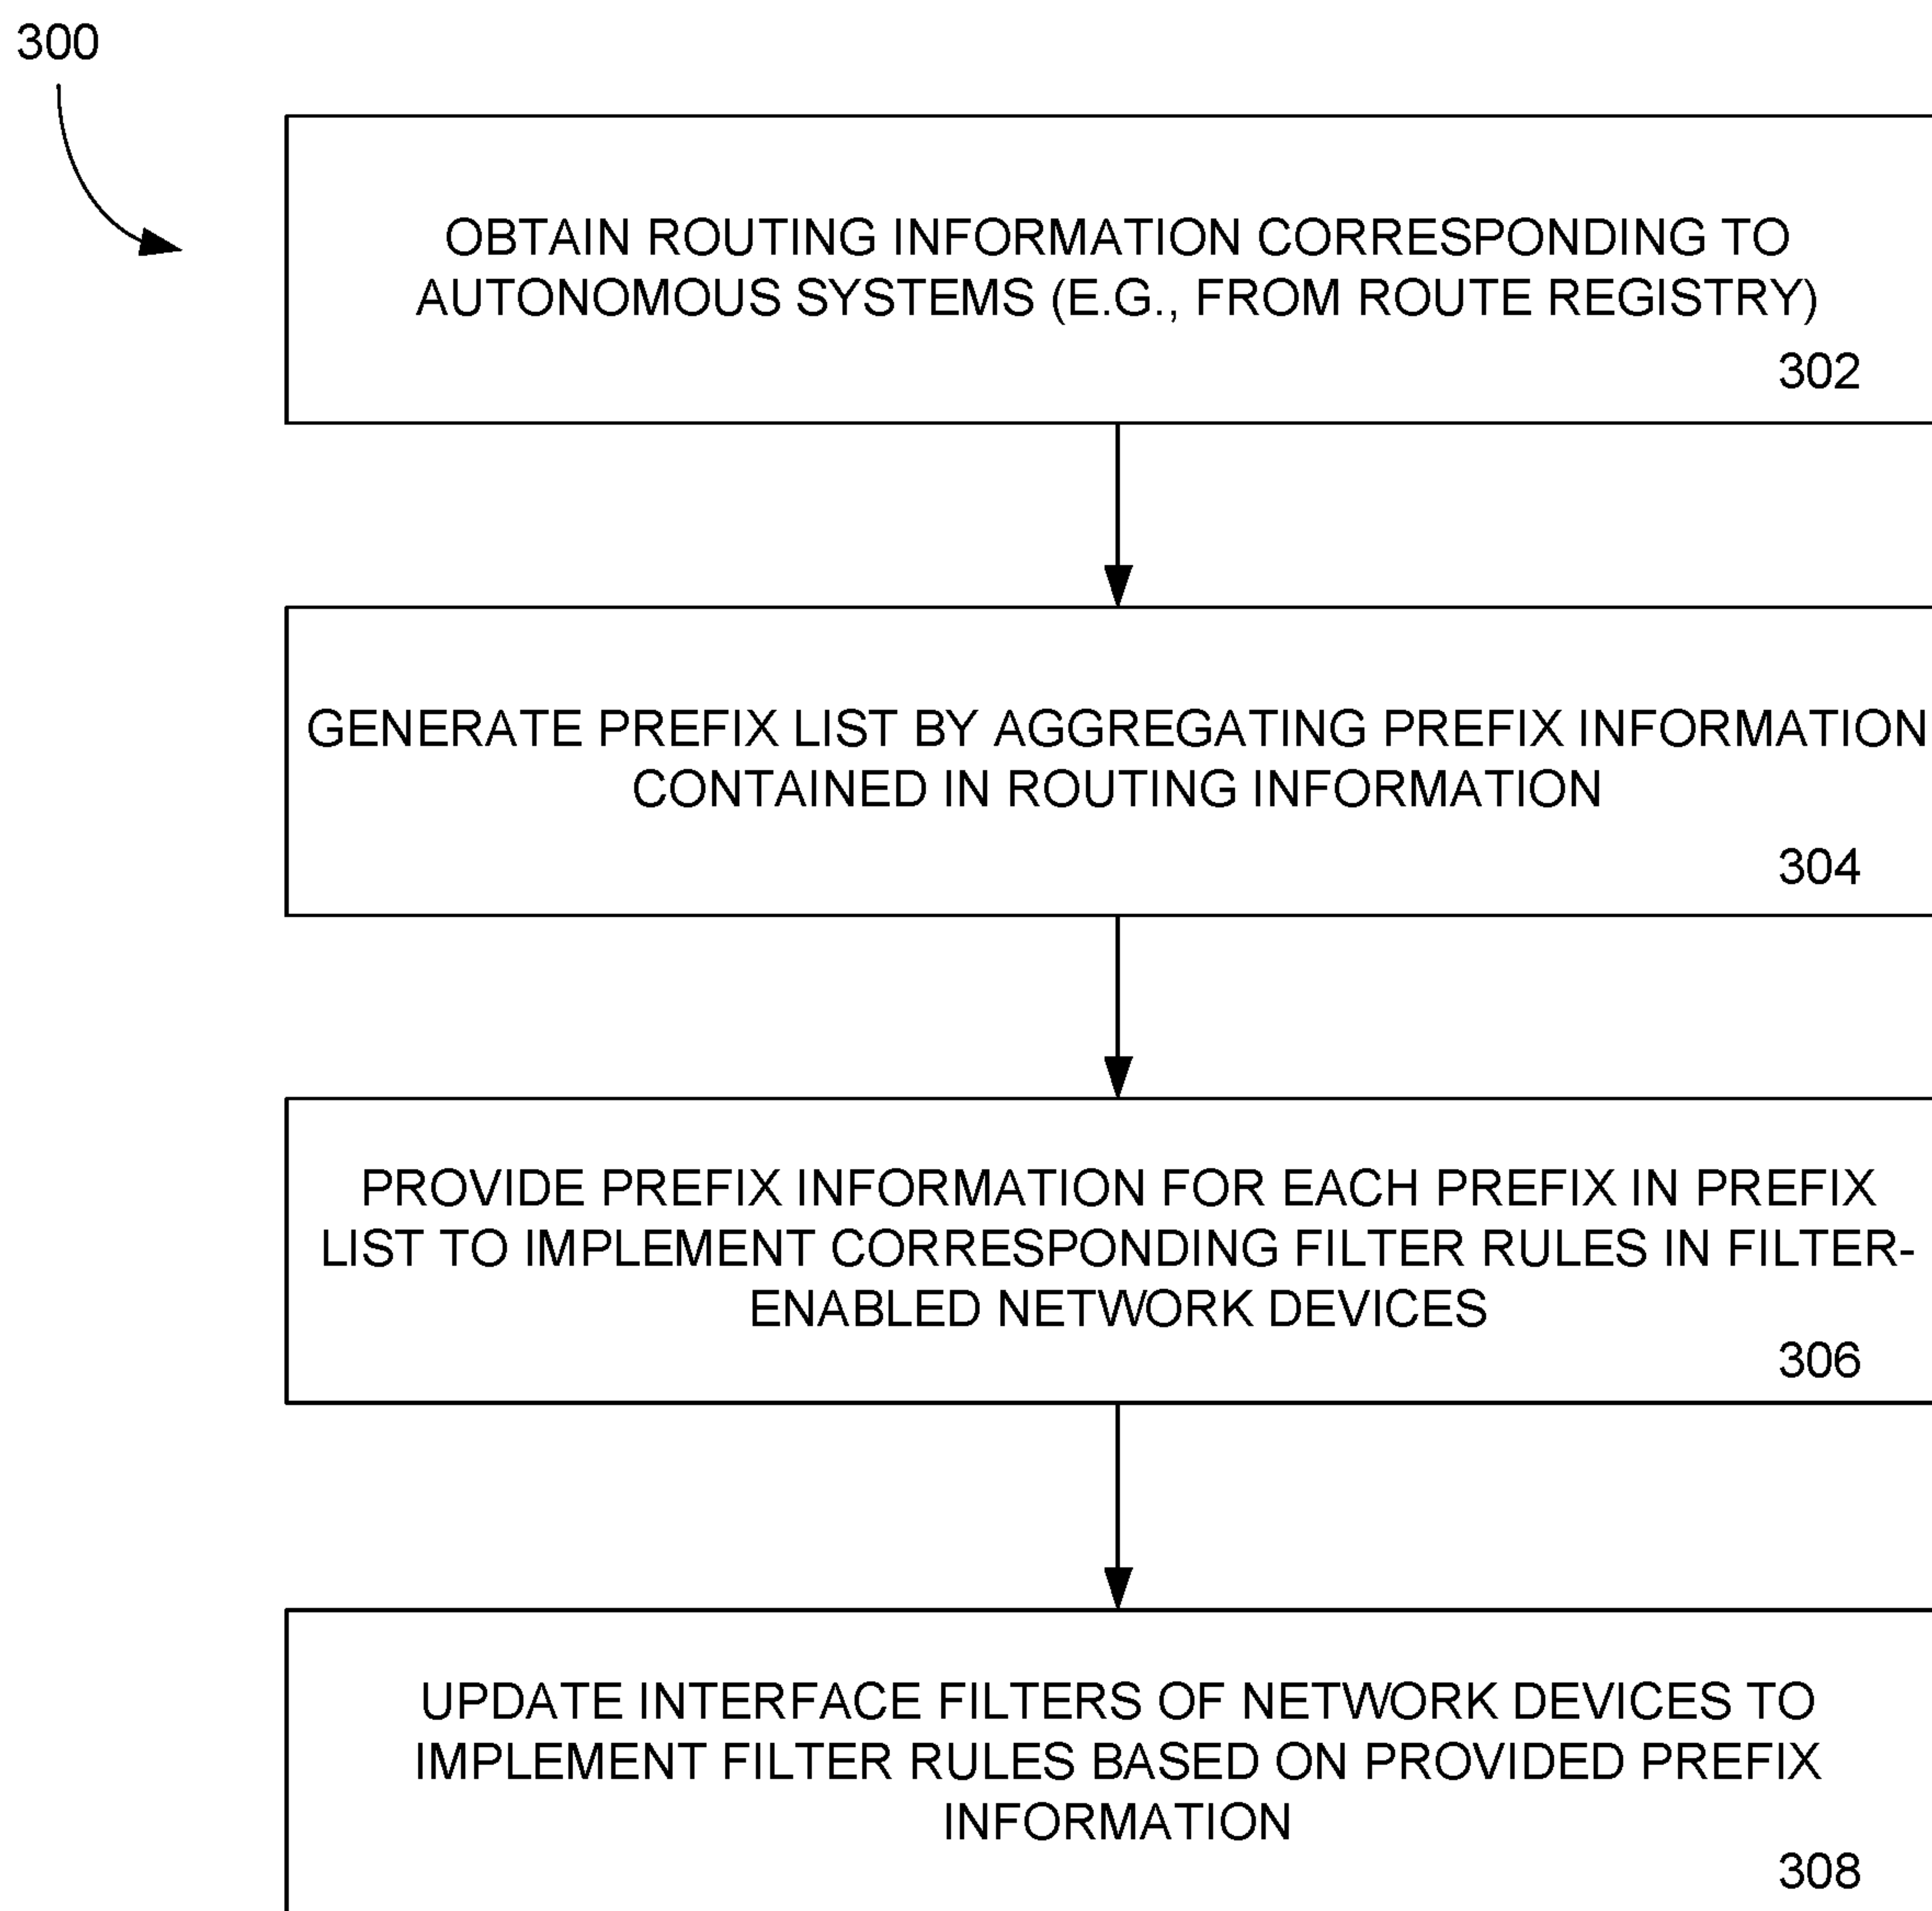 300
OBTAIN ROUTING INFORMATION CORRESPONDING TO
AUTONOMOUS SYSTEMS (E.G., FROM ROUTE REGISTRY)
302
GENERATE PREFIX LIST BY AGGREGATING PREFIX INFORMATION
CONTAINED IN ROUTING INFORMATION
304
PROVIDE PREFIX INFORMATION FOR EACH PREFIX IN PREFIX
LIST TO IMPLEMENT CORRESPONDING FILTER RULES IN FILTER-
ENABLED NETWORK DEVICES
306
UPDATE INTERFACE FILTERS OF NETWORK DEVICES TO
IMPLEMENT FILTER RULES BASED ON PROVIDED PREFIX
INFORMATION
308